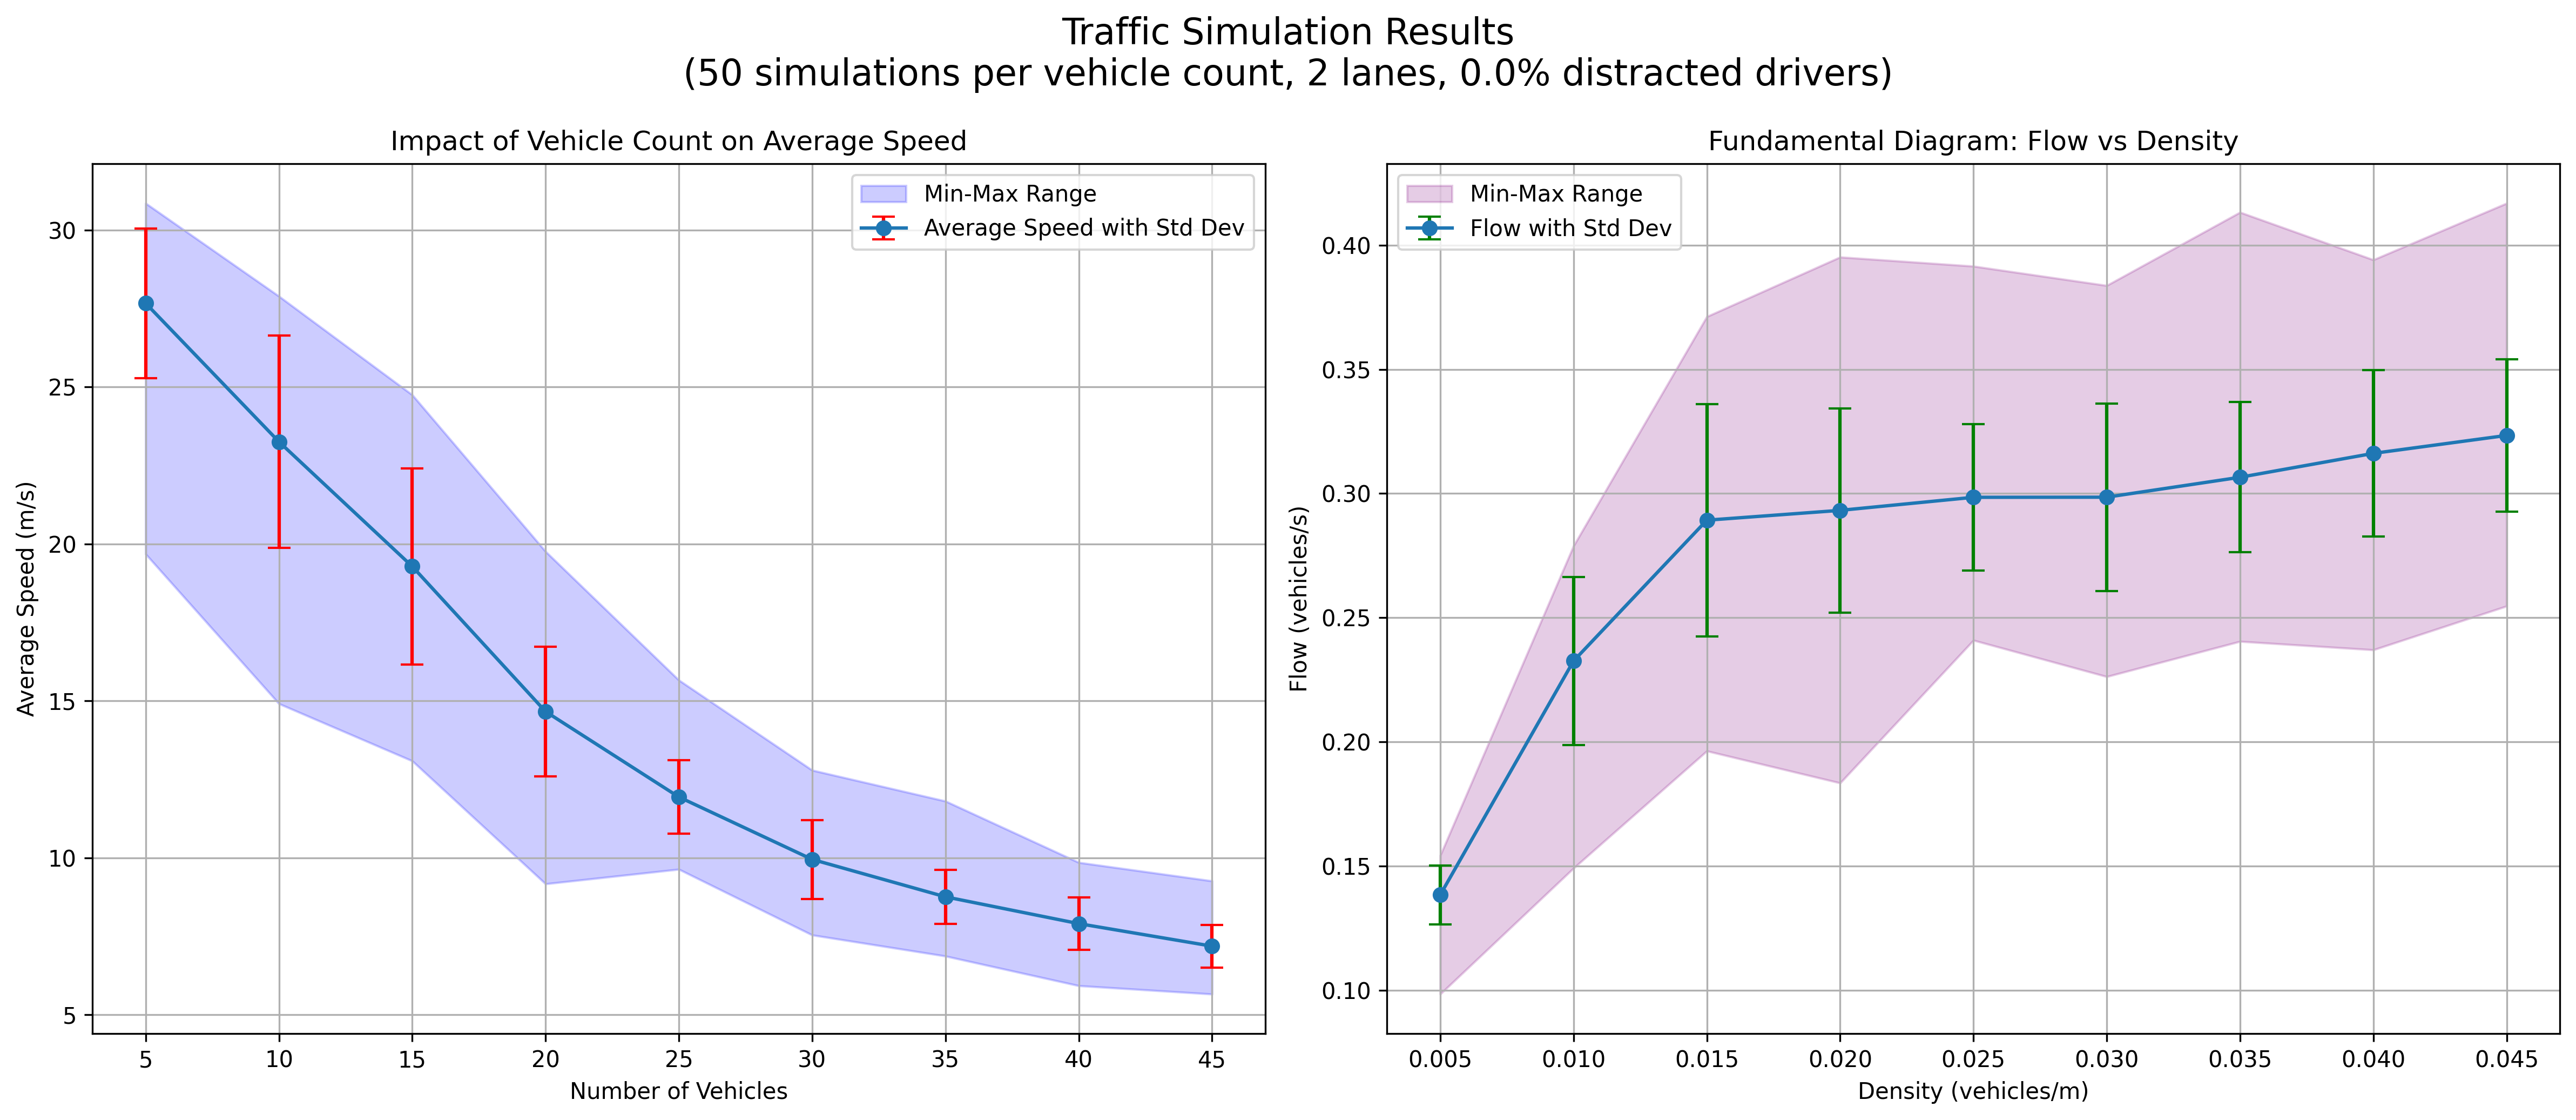 Traffic Simulation Results
(50 simulations per vehicle count, 2 lanes, 0.0% distracted drivers)
Impact of Vehicle Count on Average Speed
Min-Max Range
Average Speed with Std Dev
30
25
20
15
10
5
Average Speed (m/s)
5 10 15 20 25 30 35 40 45
Number of Vehicles
Fundamental Diagram: Flow vs Density
Min-Max Range
Flow with Std Dev
0.40
0.35
0.30
0.25
0.20
0.15
0.10
Flow (vehicles/s)
0.005 0.010 0.015 0.020 0.025 0.030 0.035 0.040 0.045
Density (vehicles/m)